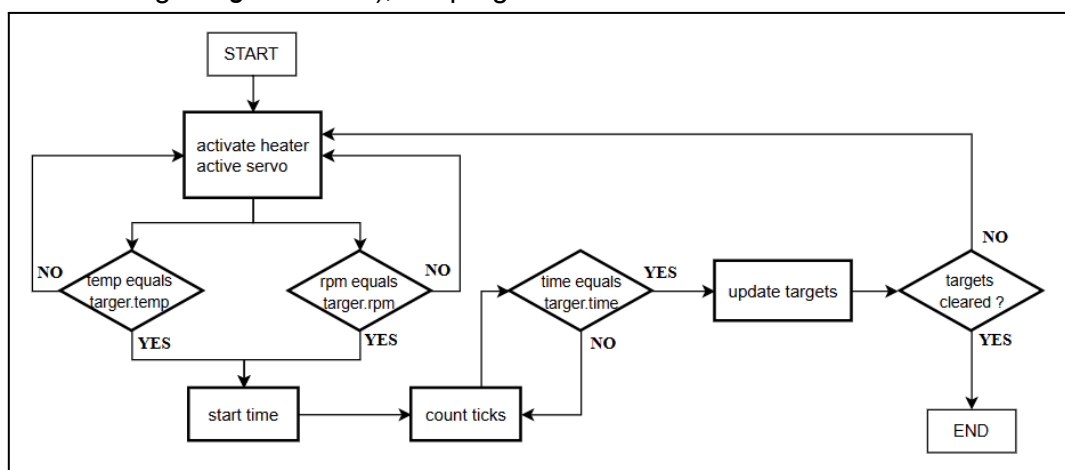 START
activate heater
active servo
NO
temp equals
targer.temp
YES
rpm equals
targer.rpm
NO
YES
start time
count ticks
time equals
targer.time
YES
NO
update targets
targets
cleared ?
NO
YES
END